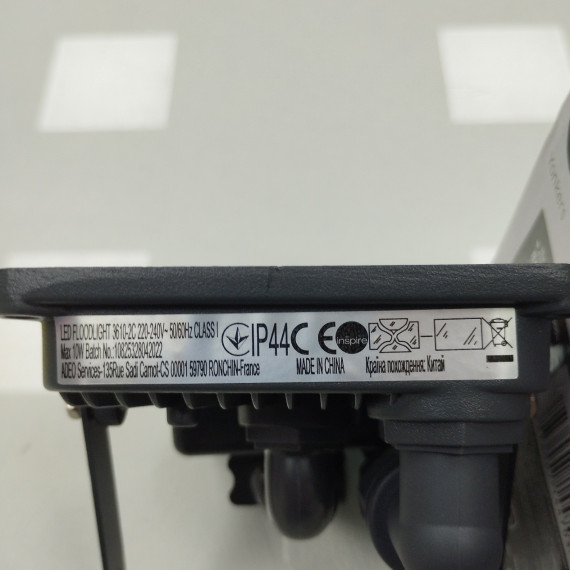 LED FLOODLIGHT 3610-2C 220-240V~ 50/60Hz CLASS I
Max 10W Batch No.:
ADEO Services-135Rue Sadi Carnot-CS 00001 59790 RONCHIN-France
IP44 CE
inspire
MADE IN CHINA
Країна походження: Китай